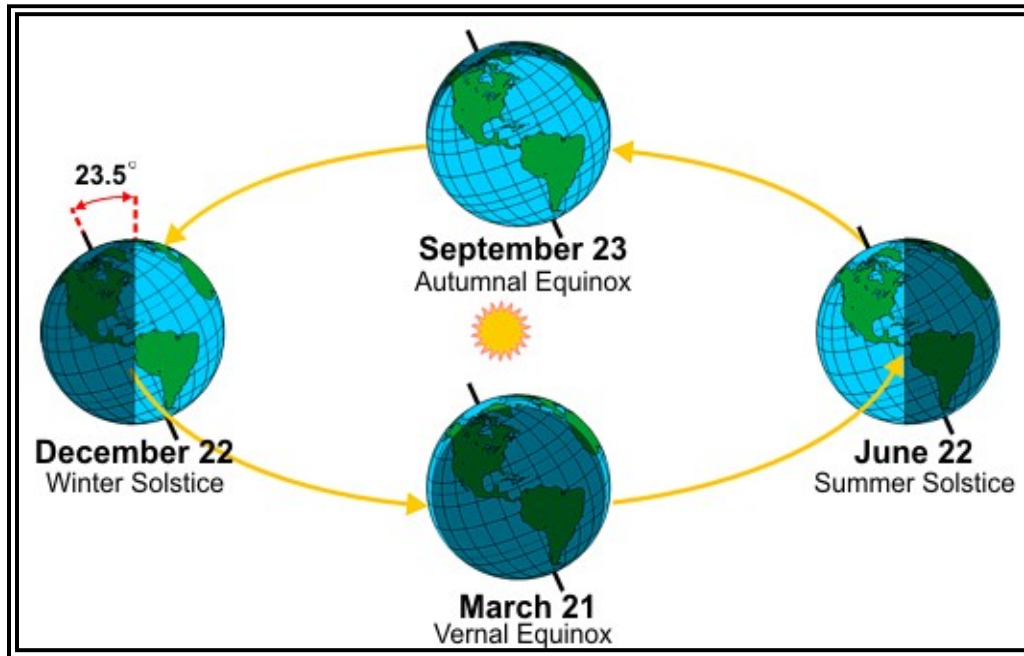 September 23
Autumnal Equinox
23.5°
December 22
Winter Solstice
June 22
Summer Solstice
March 21
Vernal Equinox